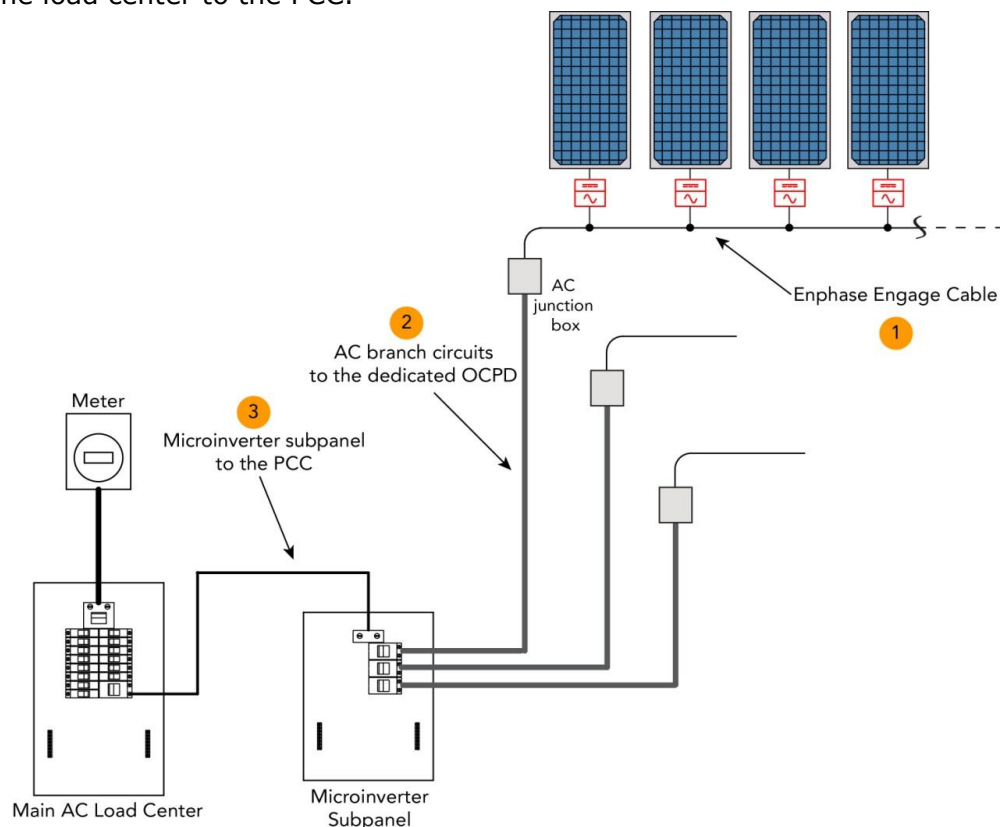 the load center to the PCC.
Enphase Engage Cable
1
AC
junction
box
2
AC branch circuits
to the dedicated OCPD
3
Microinverter subpanel
to the PCC
Meter
Main AC Load Center
Microinverter
Subpanel